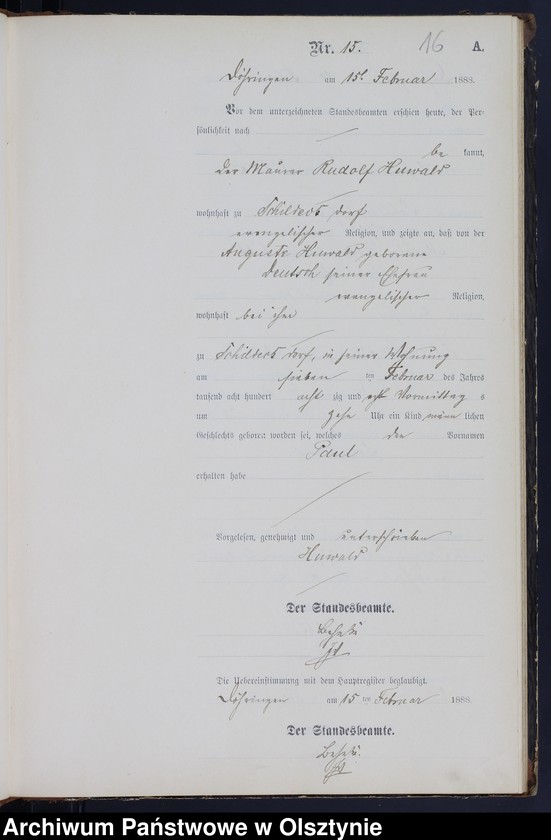 Nr. 15. 16 A.
Döhringen am 15t Februar 1888.
Vor dem unterzeichneten Standesbeamten erschien heute, der Per-
sönlichkeit nach
be kannt,
der Maurer Rudolf Huwald
wohnhaft zu Schildeck dorf
evangelischer Religion, und zeigte an, daß von der
Auguste Huwald geborene
Deutsch seiner Ehefrau
evangelischer Religion,
wohnhaft bei ihm
zu Schildeck dorf, in seiner Wohnung
am sieben ten Februar des Jahres
tausend acht hundert acht zig und acht Vormittag s
um zehn Uhr ein Kind männ lichen
Geschlechts geboren worden sei, welches den Vornamen
Paul
erhalten habe
Vorgelesen, genehmigt und unterschrieben
Huwald
Der Standesbeamte.
Die Uebereinstimmung mit dem Hauptregister beglaubigt.
Döhringen am 15 ten Februar 1888.
Der Standesbeamte.
Archiwum Państwowe w Olsztynie